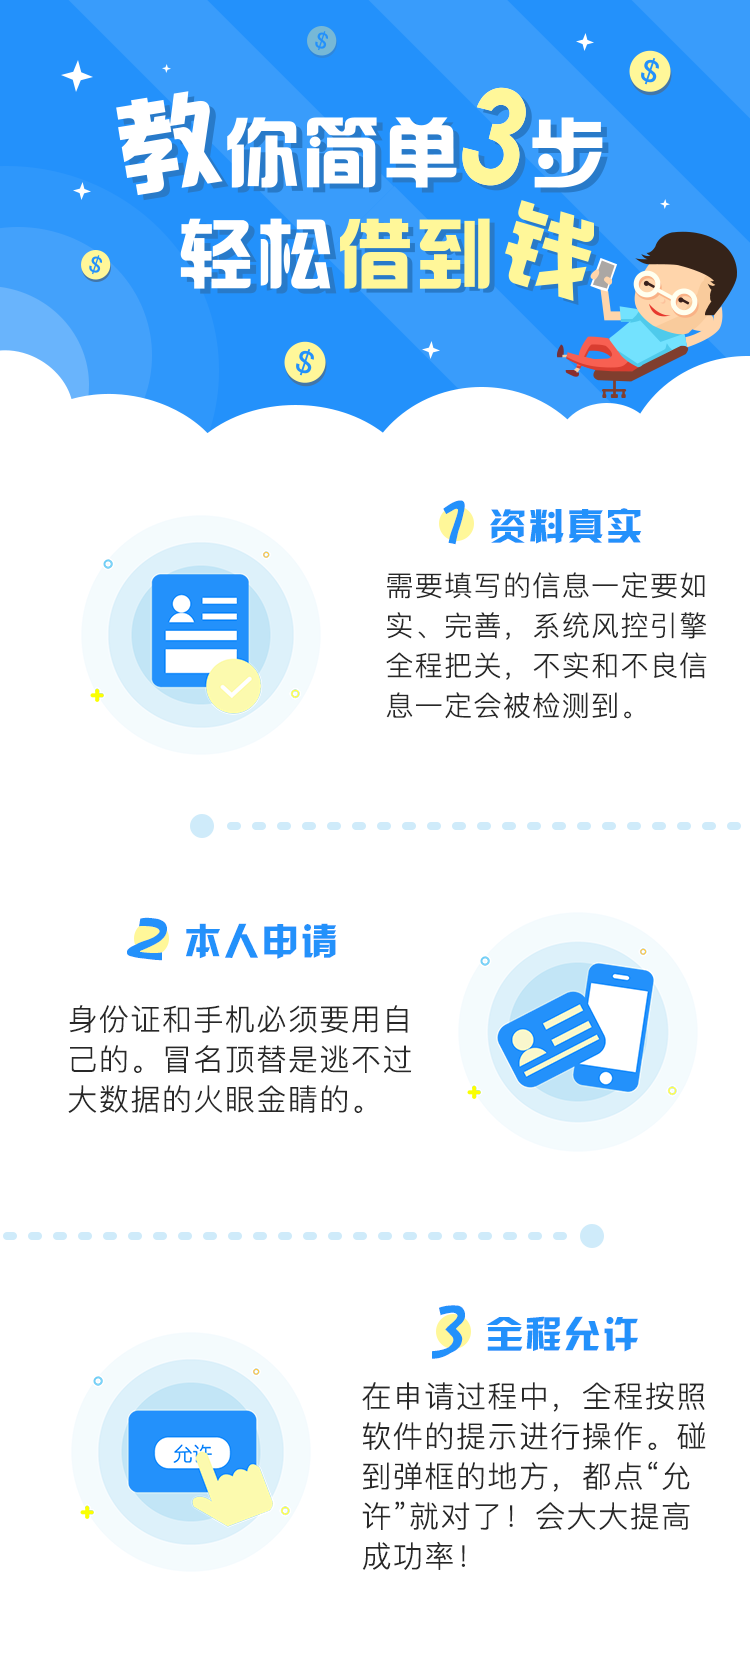 教你简单3步
轻松借到钱
1 资料真实
需要填写的信息一定要如
实、完善，系统风控引擎
全程把关，不实和不良信
息一定会被检测到。
2 本人申请
身份证和手机必须要用自
己的。冒名顶替是逃不过
大数据的火眼金睛的。
3 全程允许
允许
在申请过程中，全程按照
软件的提示进行操作。碰
到弹框的地方，都点“允
许”就对了！会大大提高
成功率！